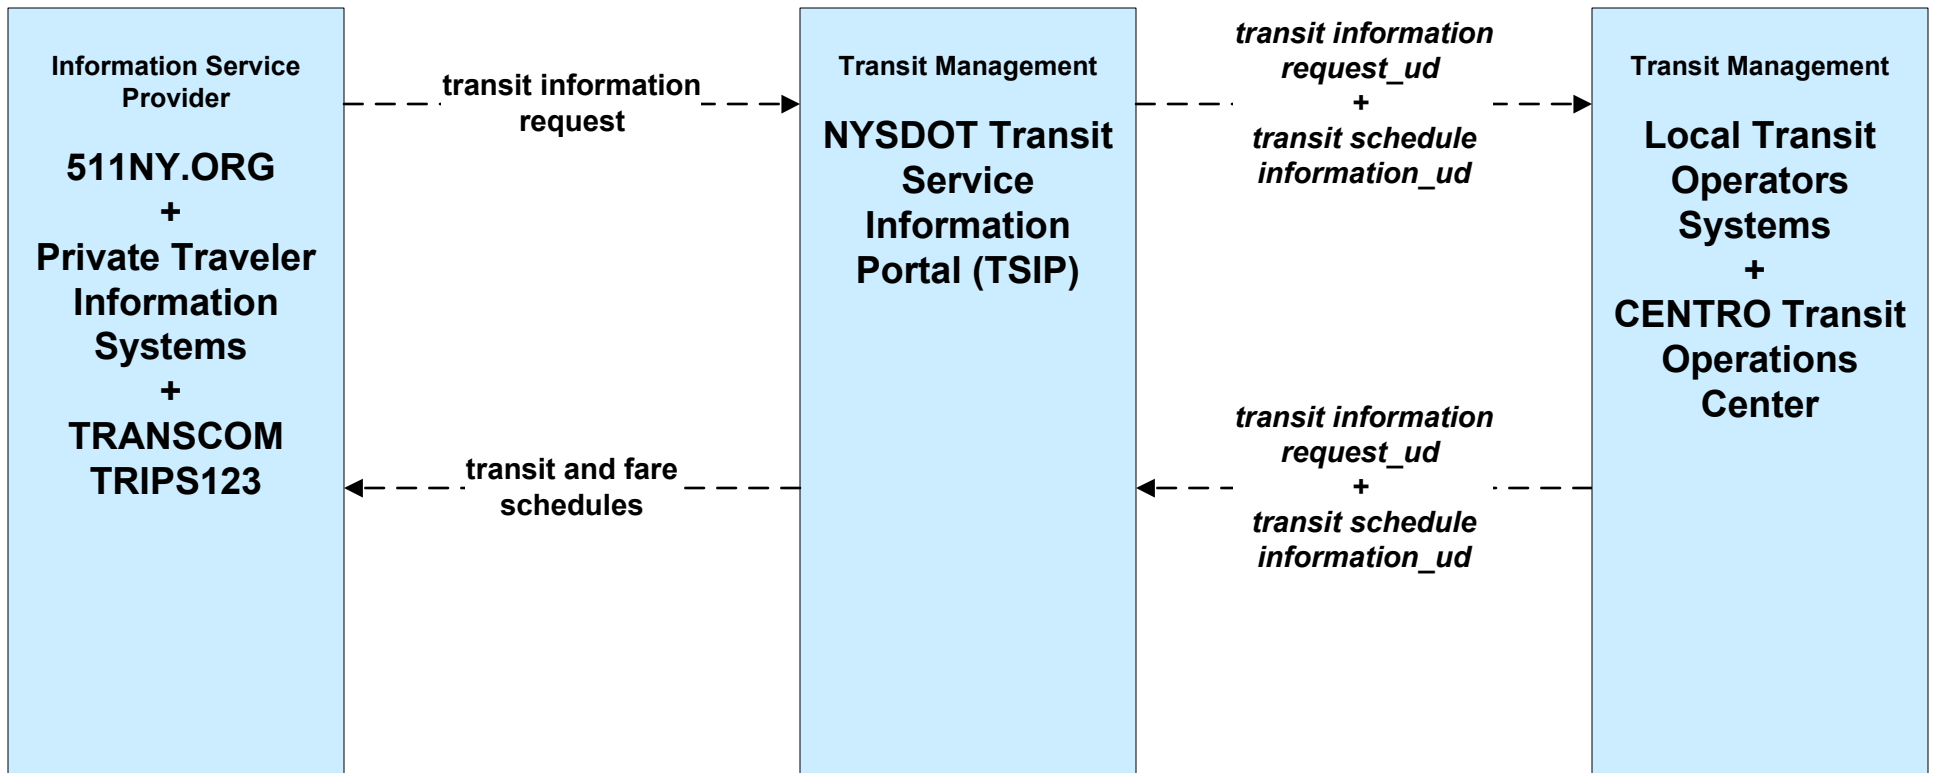 Information Service
Provider
511NY.ORG
+
Private Traveler
Information
Systems
+
TRANSCOM
TRIPS123
transit information
request
transit and fare
schedules
Transit Management
NYSDOT Transit
Service
Information
Portal (TSIP)
transit information
request_ud
+
transit schedule
information_ud
transit information
request_ud
+
transit schedule
information_ud
Transit Management
Local Transit
Operators
Systems
+
CENTRO Transit
Operations
Center